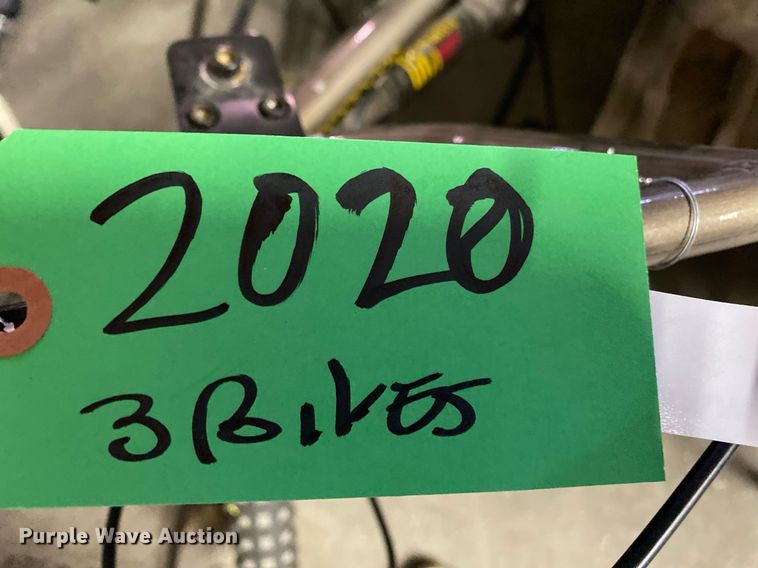 2020
3 BIKES
Purple Wave Auction